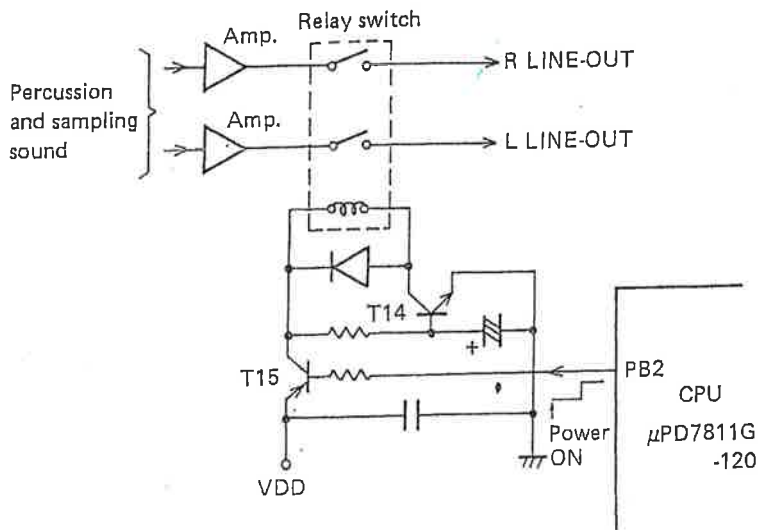 Relay switch
Amp.
R LINE-OUT
Percussion
and sampling
sound
Amp.
L LINE-OUT
T14
+
T15
PB2
CPU
μPD7811G
-120
Power
ON
VDD